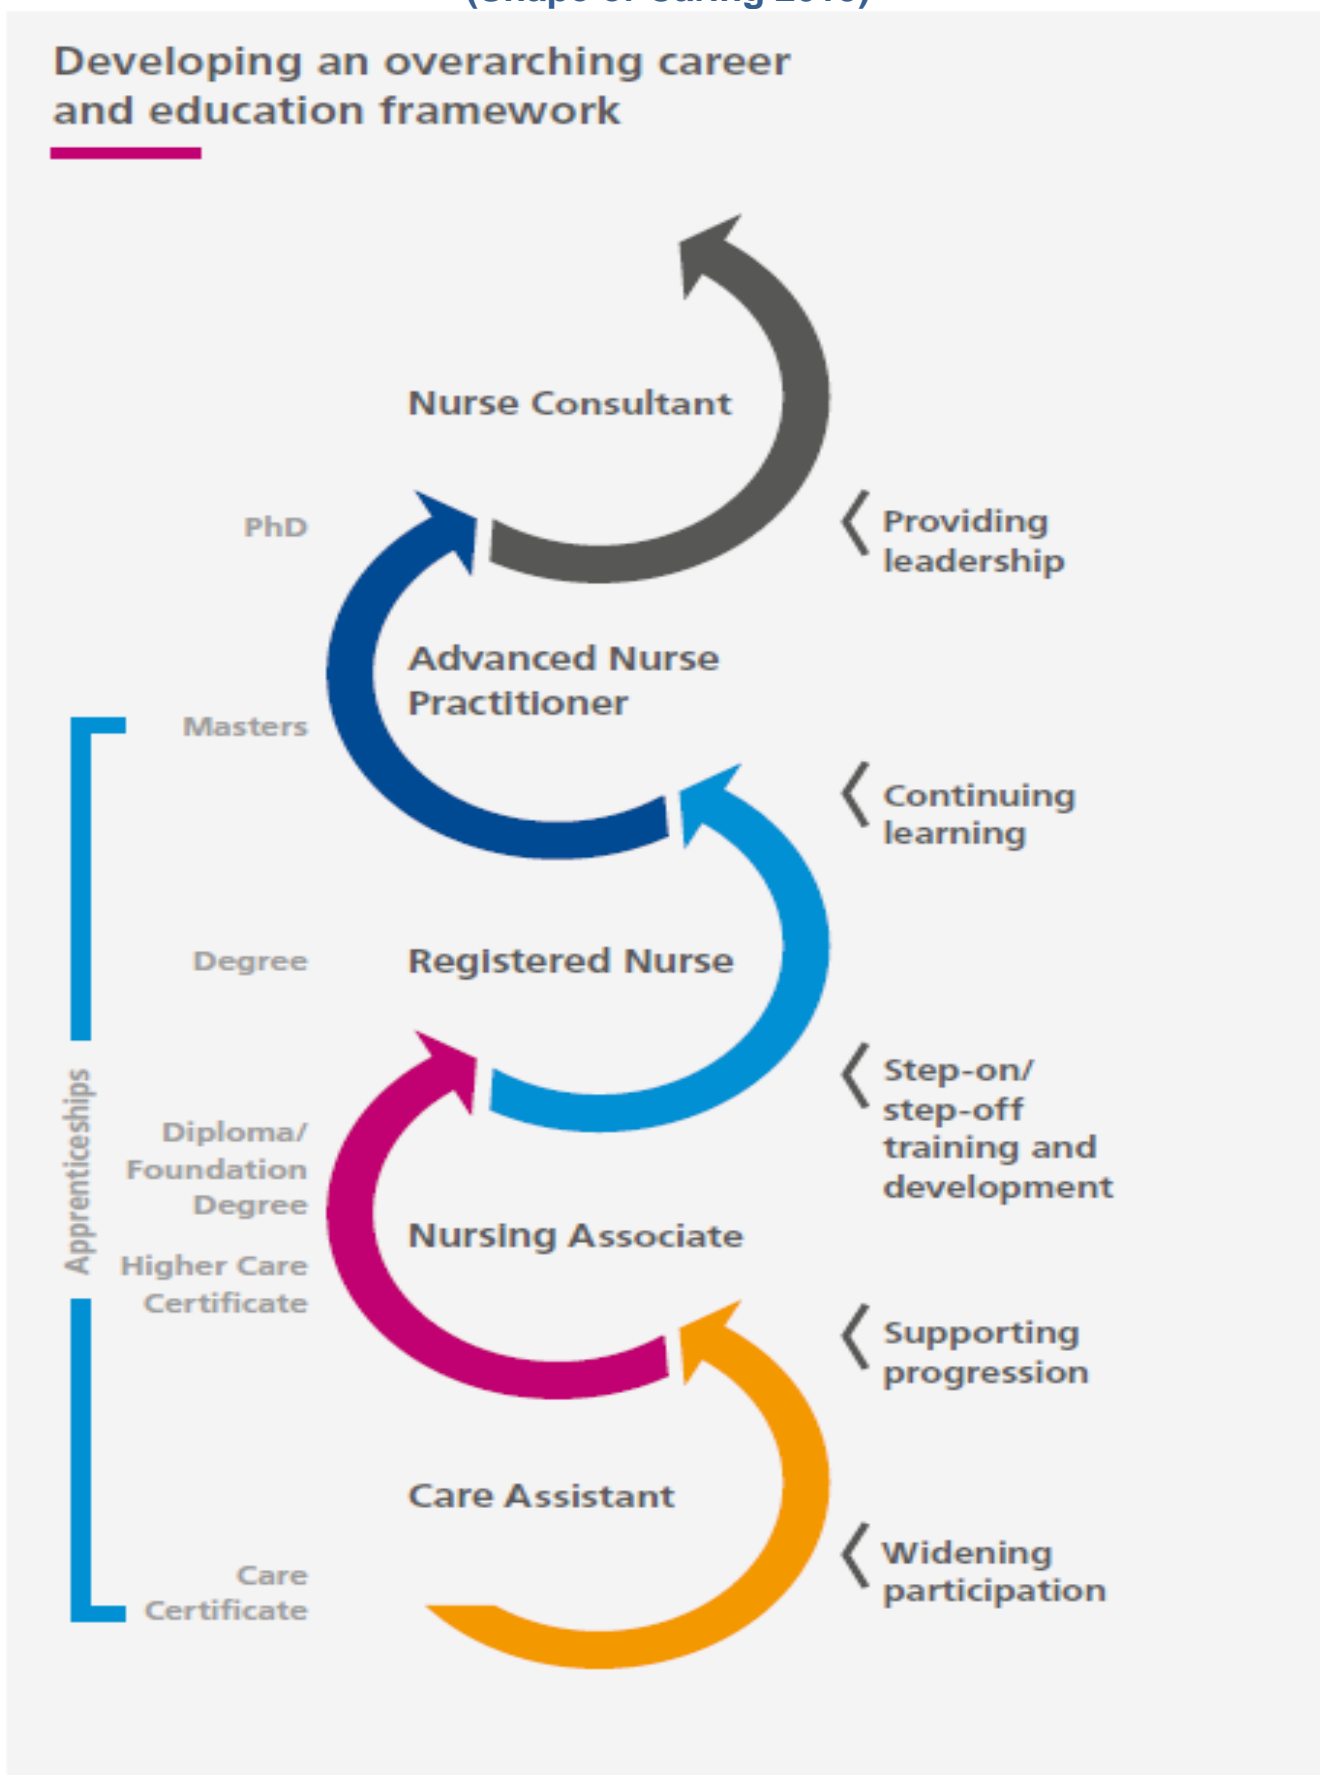 Developing an overarching career
and education framework
Nurse Consultant
PhD
Providing
leadership
Advanced Nurse
Practitioner
Masters
Continuing
learning
Degree
Registered Nurse
Apprenticeships
Step-on/
step-off
training and
development
Diploma/
Foundation
Degree
Nursing Associate
Higher Care
Certificate
Supporting
progression
Care Assistant
Widening
participation
Care
Certificate